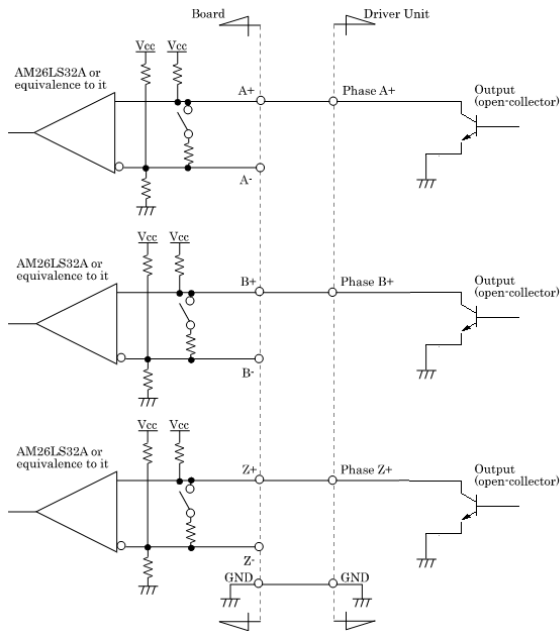 Board
Driver Unit
Vcc Vcc
AM26LS32A or
equivalence to it
A+
Phase A+
Output
(open-collector)
A-
Vcc Vcc
AM26LS32A or
equivalence to it
B+
Phase B+
Output
(open-collector)
B-
Vcc Vcc
AM26LS32A or
equivalence to it
Z+
Phase Z+
Output
(open-collector)
Z-
GND
GND